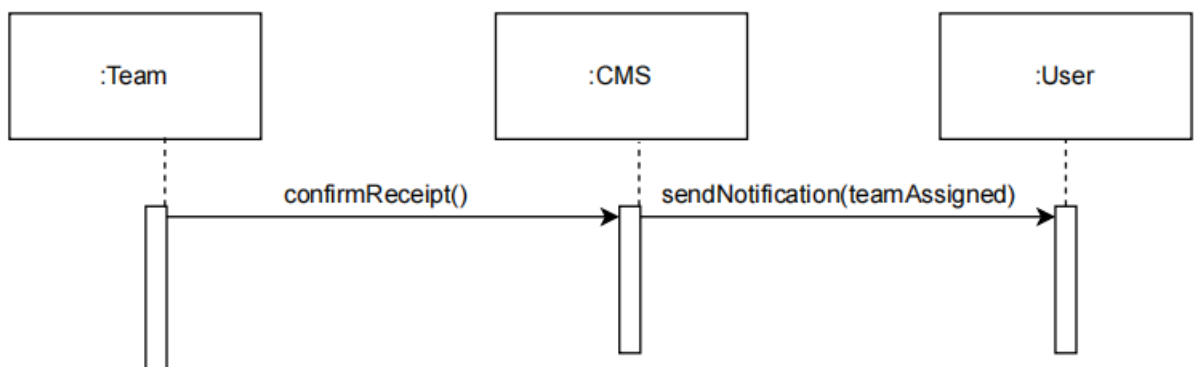 :Team
:CMS
:User
confirmReceipt()
sendNotification(teamAssigned)